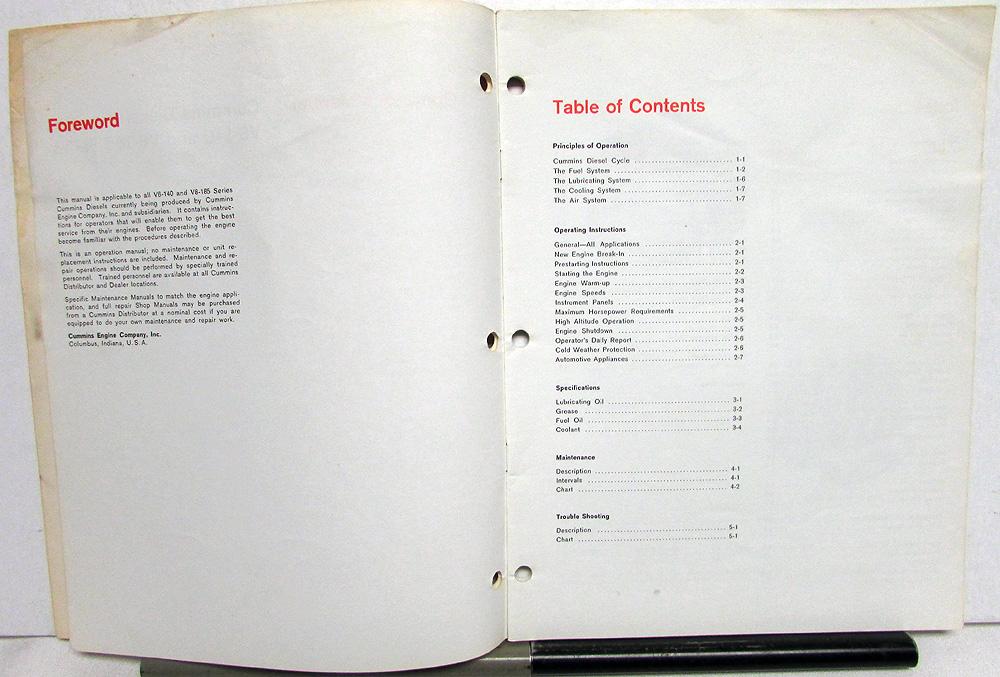 Foreword
This manual is applicable to all V6-140 and V8-185 Series
Cummins Diesels currently being produced by Cummins
Engine Company, Inc. and subsidiaries. It contains instruc-
tions for operators that will enable them to get the best
service from their engines. Before operating the engine
become familiar with the procedures described.
This is an operation manual; no maintenance or unit re-
placement instructions are included. Maintenance and re-
pair operations should be performed by specially trained
personnel. Trained personnel are available at all Cummins
Distributor and Dealer locations.
Specific Maintenance Manuals to match the engine appli-
cation, and full repair Shop Manuals may be purchased
from a Cummins Distributor at a nominal cost if you are
equipped to do your own maintenance and repair work.
Cummins Engine Company, Inc.
Columbus, Indiana, U. S. A.
Table of Contents
Principles of Operation
Cummins Diesel Cycle ........................... 1-1
The Fuel System ................................. 1-2
The Lubricating System .......................... 1-6
The Cooling System .............................. 1-7
The Air System .................................. 1-7
Operating Instructions
General—All Applications ........................ 2-1
New Engine Break-In ............................. 2-1
Prestarting Instructions ........................ 2-1
Starting the Engine ............................. 2-2
Engine Warm-up .................................. 2-3
Engine Speeds ................................... 2-3
Instrument Panels ............................... 2-4
Maximum Horsepower Requirements ................. 2-5
High Altitude Operation ......................... 2-5
Engine Shutdown ................................. 2-5
Operator's Daily Report ......................... 2-6
Cold Weather Protection ......................... 2-6
Automotive Appliances ........................... 2-7
Specifications
Lubricating Oil ................................. 3-1
Grease .......................................... 3-2
Fuel Oil ........................................ 3-3
Coolant ......................................... 3-4
Maintenance
Description ..................................... 4-1
Intervals ....................................... 4-1
Chart ........................................... 4-2
Trouble Shooting
Description ..................................... 5-1
Chart ........................................... 5-1